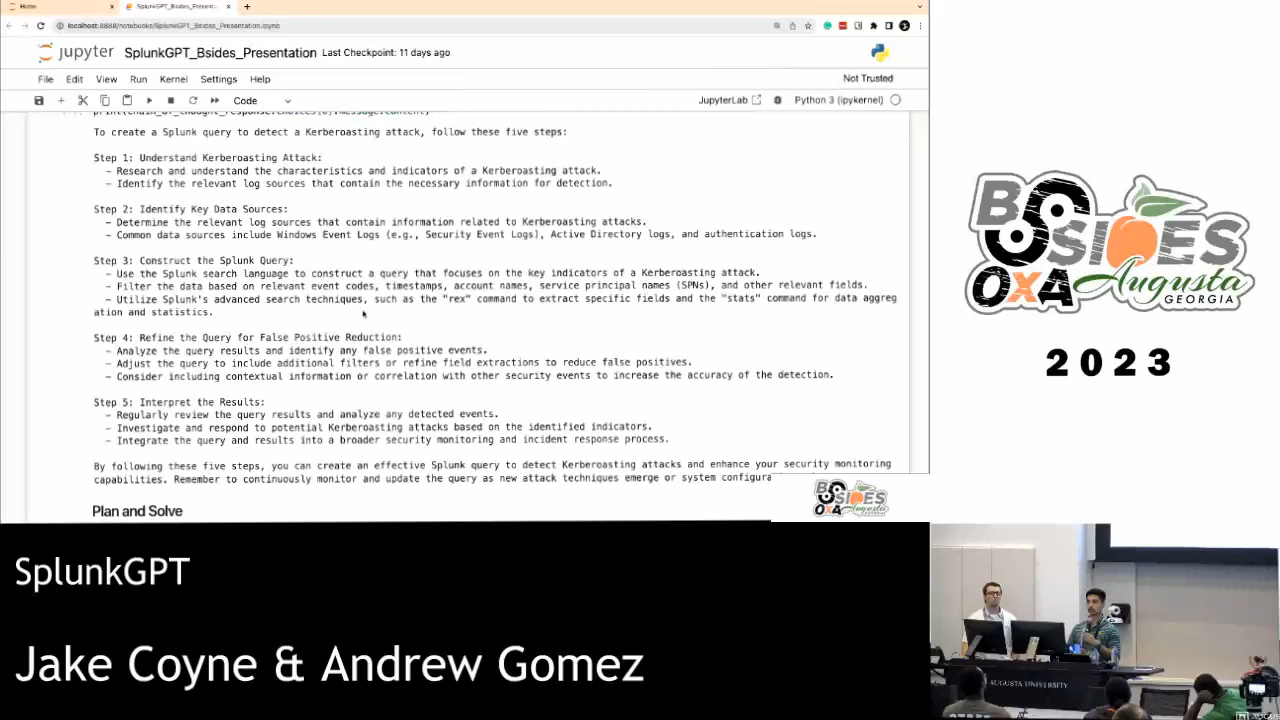 Home
SplunkGPT_Bsides_Presentatio
localhost:8888/notebooks/SplunkGPT_Bsides_Presentation.ipynb
jupyter SplunkGPT_Bsides_Presentation Last Checkpoint: 11 days ago
File Edit View Run Kernel Settings Help Not Trusted
Code JupyterLab Python 3 (ipykernel)
To create a Splunk query to detect a Kerberoasting attack, follow these five steps:
Step 1: Understand Kerberoasting Attack:
- Research and understand the characteristics and indicators of a Kerberoasting attack.
- Identify the relevant log sources that contain the necessary information for detection.
Step 2: Identify Key Data Sources:
- Determine the relevant log sources that contain information related to Kerberoasting attacks.
- Common data sources include Windows Event Logs (e.g., Security Event Logs), Active Directory logs, and authentication logs.
Step 3: Construct the Splunk Query:
- Use the Splunk search language to construct a query that focuses on the key indicators of a Kerberoasting attack.
- Filter the data based on relevant event codes, timestamps, account names, service principal names (SPNs), and other relevant fields.
- Utilize Splunk's advanced search techniques, such as the "rex" command to extract specific fields and the "stats" command for data aggreg
ation and statistics.
Step 4: Refine the Query for False Positive Reduction:
- Analyze the query results and identify any false positive events.
- Adjust the query to include additional filters or refine field extractions to reduce false positives.
- Consider including contextual information or correlation with other security events to increase the accuracy of the detection.
Step 5: Interpret the Results:
- Regularly review the query results and analyze any detected events.
- Investigate and respond to potential Kerberoasting attacks based on the identified indicators.
- Integrate the query and results into a broader security monitoring and incident response process.
By following these five steps, you can create an effective Splunk query to detect Kerberoasting attacks and enhance your security monitoring
capabilities. Remember to continuously monitor and update the query as new attack techniques emerge or system configura
Plan and Solve
BSIDES
OXA Augusta
GEORGIA
2023
BSIDES
OXA Augusta
SplunkGPT
Jake Coyne & Andrew Gomez
AUGUSTA UNIVERSITY